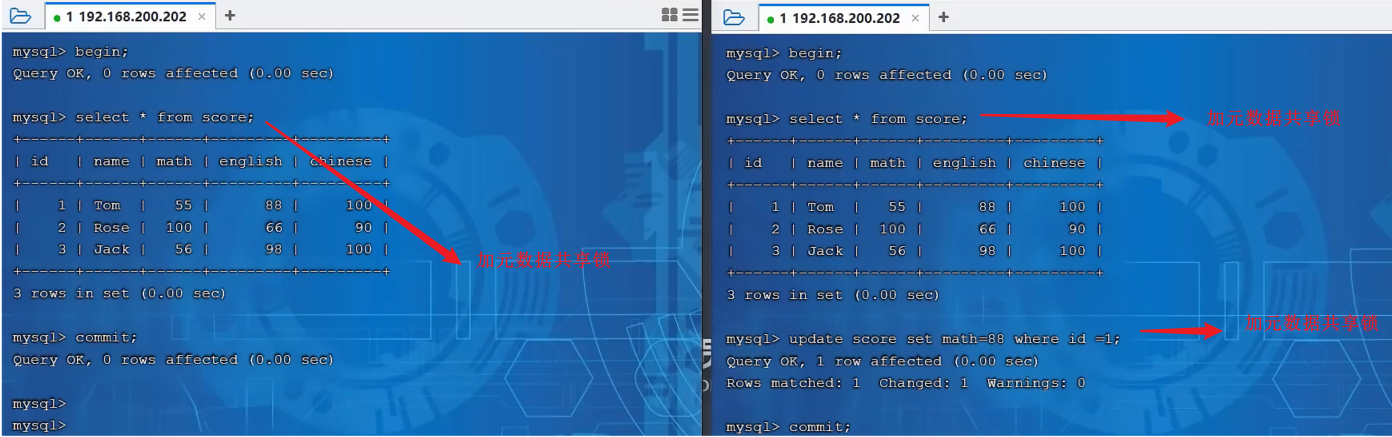 1 192.168.200.202 × +
mysql> begin;
Query OK, 0 rows affected (0.00 sec)
mysql> select * from score;
+------+------+------+---------+---------+
| id   | name | math | english | chinese |
+------+------+------+---------+---------+
|    1 | Tom  |   55 |      88 |     100 |
|    2 | Rose |  100 |      66 |      90 |
|    3 | Jack |   56 |      98 |     100 |
+------+------+------+---------+---------+
加元数据共享锁
3 rows in set (0.00 sec)
mysql> commit;
Query OK, 0 rows affected (0.00 sec)
mysql>
mysql>
1 192.168.200.202 × +
mysql> begin;
Query OK, 0 rows affected (0.00 sec)
mysql> select * from score;
加元数据共享锁
+------+------+------+---------+---------+
| id   | name | math | english | chinese |
+------+------+------+---------+---------+
|    1 | Tom  |   55 |      88 |     100 |
|    2 | Rose |  100 |      66 |      90 |
|    3 | Jack |   56 |      98 |     100 |
+------+------+------+---------+---------+
3 rows in set (0.00 sec)
加元数据共享锁
mysql> update score set math=88 where id =1;
Query OK, 1 row affected (0.00 sec)
Rows matched: 1  Changed: 1  Warnings: 0
mysql> commit;